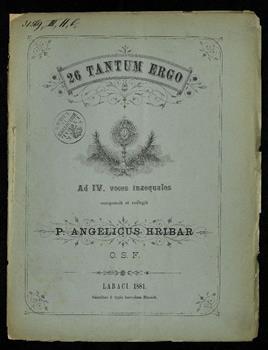 26 TANTUM ERGO
Ad IV. voces inaequales
composuit et collegit
P. ANGELICUS HRIBAR
O. S. F.
LABACI 1881.